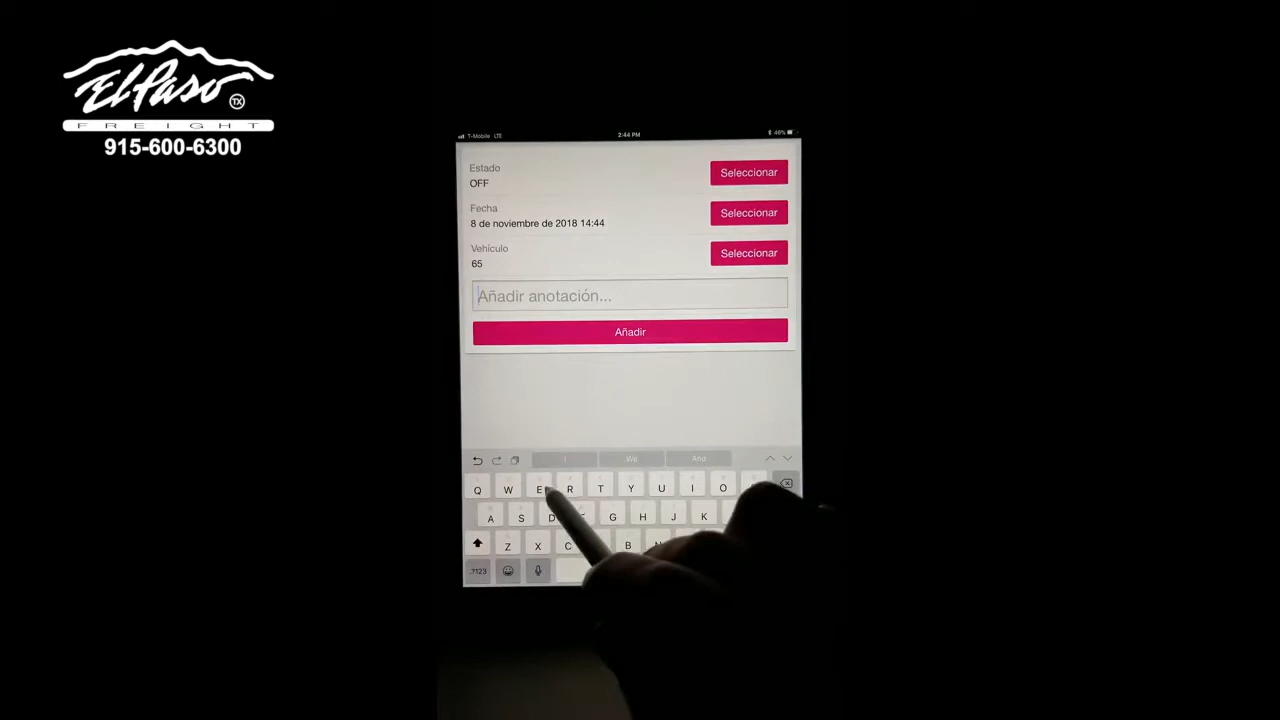 El Paso
TX
FREIGHT
915-600-6300
T-Mobile LTE
2:44 PM
46%
Estado
OFF
Seleccionar
Fecha
8 de noviembre de 2018 14:44
Seleccionar
Vehículo
65
Seleccionar
Añadir anotación...
Añadir
I
We
And
Q W E R T Y U I O
A S D G H J K
Z X C B N
.?123